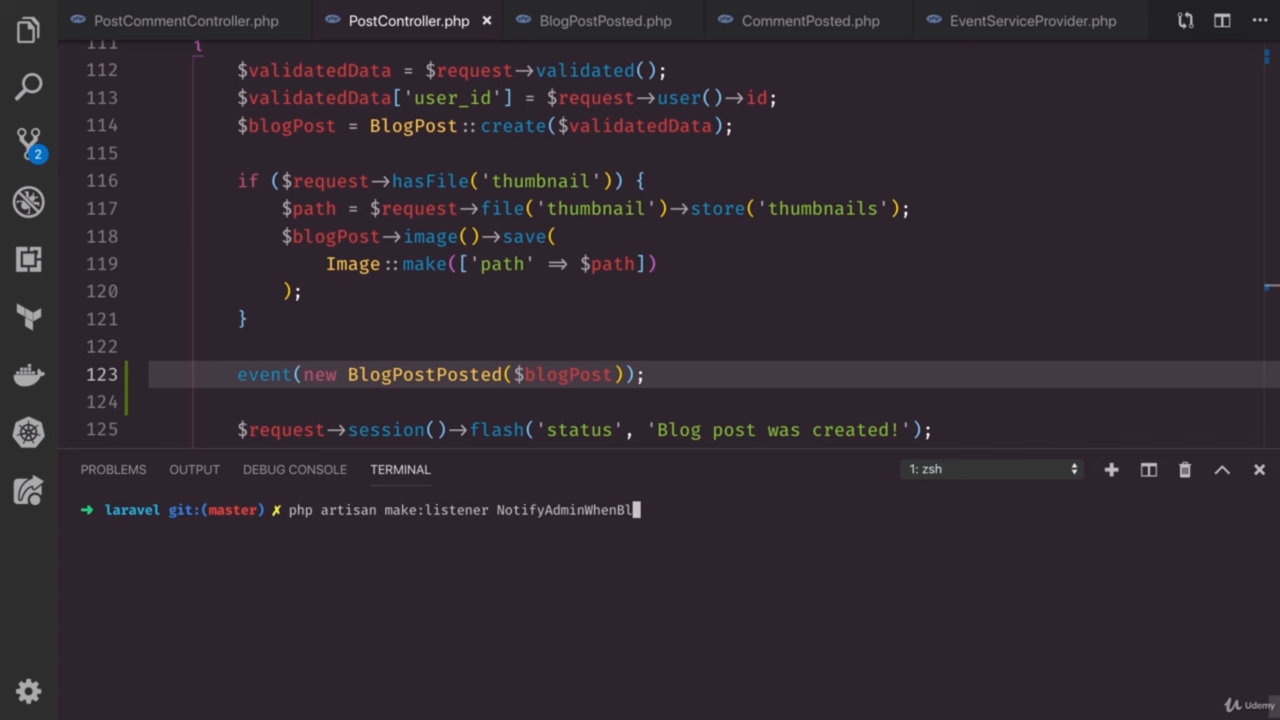 PostCommentController.php PostController.php × BlogPostPosted.php CommentPosted.php EventServiceProvider.php
111 {
112 $validatedData = $request->validated();
113 $validatedData['user_id'] = $request->user()->id;
114 $blogPost = BlogPost::create($validatedData);
115
116 if ($request->hasFile('thumbnail')) {
117 $path = $request->file('thumbnail')->store('thumbnails');
118 $blogPost->image()->save(
119 Image::make(['path' => $path])
120 );
121 }
122
123 event(new BlogPostPosted($blogPost));
124
125 $request->session()->flash('status', 'Blog post was created!');
2
PROBLEMS OUTPUT DEBUG CONSOLE TERMINAL 1: zsh
➜ laravel git:(master) ✗ php artisan make:listener NotifyAdminWhenBl
Udemy